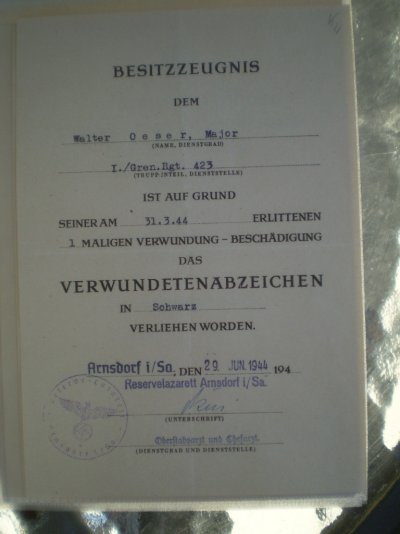 BESITZZEUGNIS
DEM
Walter Oeser, Major
(NAME, DIENSTGRAD)
I./Gren.Rgt. 423
(TRUPPENTEIL, DIENSTSTELLE)
IST AUF GRUND
SEINER AM 31.3.44 ERLITTENEN
1 MALIGEN VERWUNDUNG – BESCHÄDIGUNG
DAS
VERWUNDETENABZEICHEN
IN Schwarz
VERLIEHEN WORDEN.
Arnsdorf i/Sa, DEN 29. JUN. 1944 194
Reservelazarett Arnsdorf i/Sa.
(UNTERSCHRIFT)
Oberstabsarzt und Chefarzt.
(DIENSTGRAD UND DIENSTSTELLE)